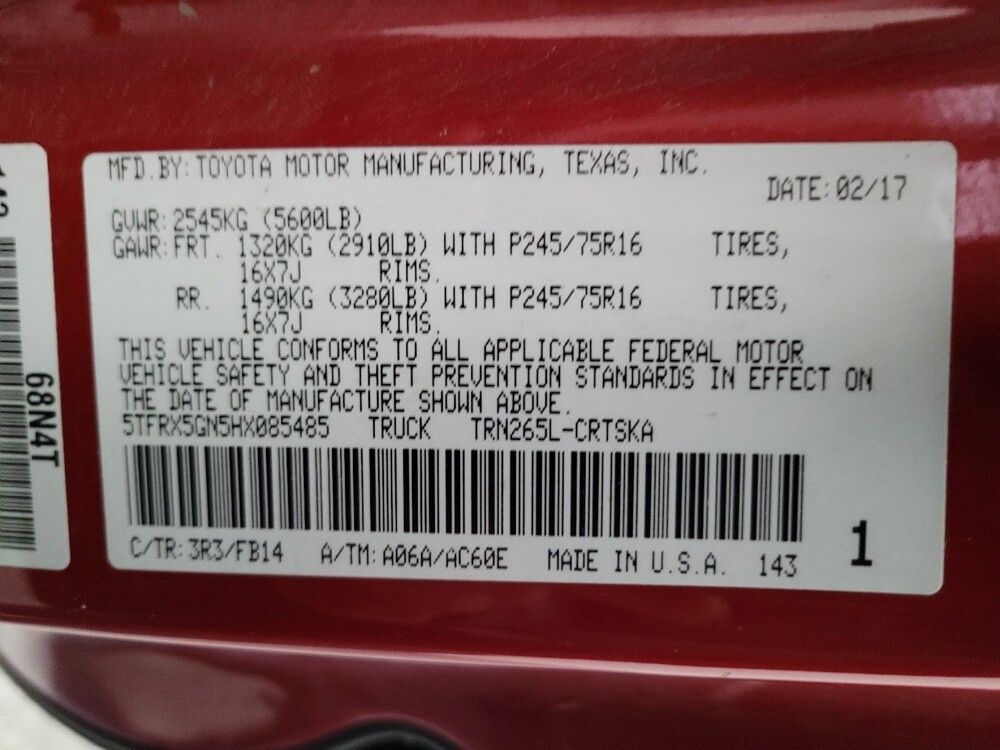 MFD.BY:TOYOTA MOTOR MANUFACTURING, TEXAS, INC.
DATE:02/17
GVWR:2545KG (5600LB)
GAWR:FRT. 1320KG (2910LB) WITH P245/75R16 TIRES,
16X7J RIMS.
RR. 1490KG (3280LB) WITH P245/75R16 TIRES,
16X7J RIMS.
THIS VEHICLE CONFORMS TO ALL APPLICABLE FEDERAL MOTOR
VEHICLE SAFETY AND THEFT PREVENTION STANDARDS IN EFFECT ON
THE DATE OF MANUFACTURE SHOWN ABOVE.
5TFRX5GN5HX085485 TRUCK TRN265L-CRTSKA
C/TR:3R3/FB14 A/TM:A06A/AC60E MADE IN U.S.A. 143
1
68N4T